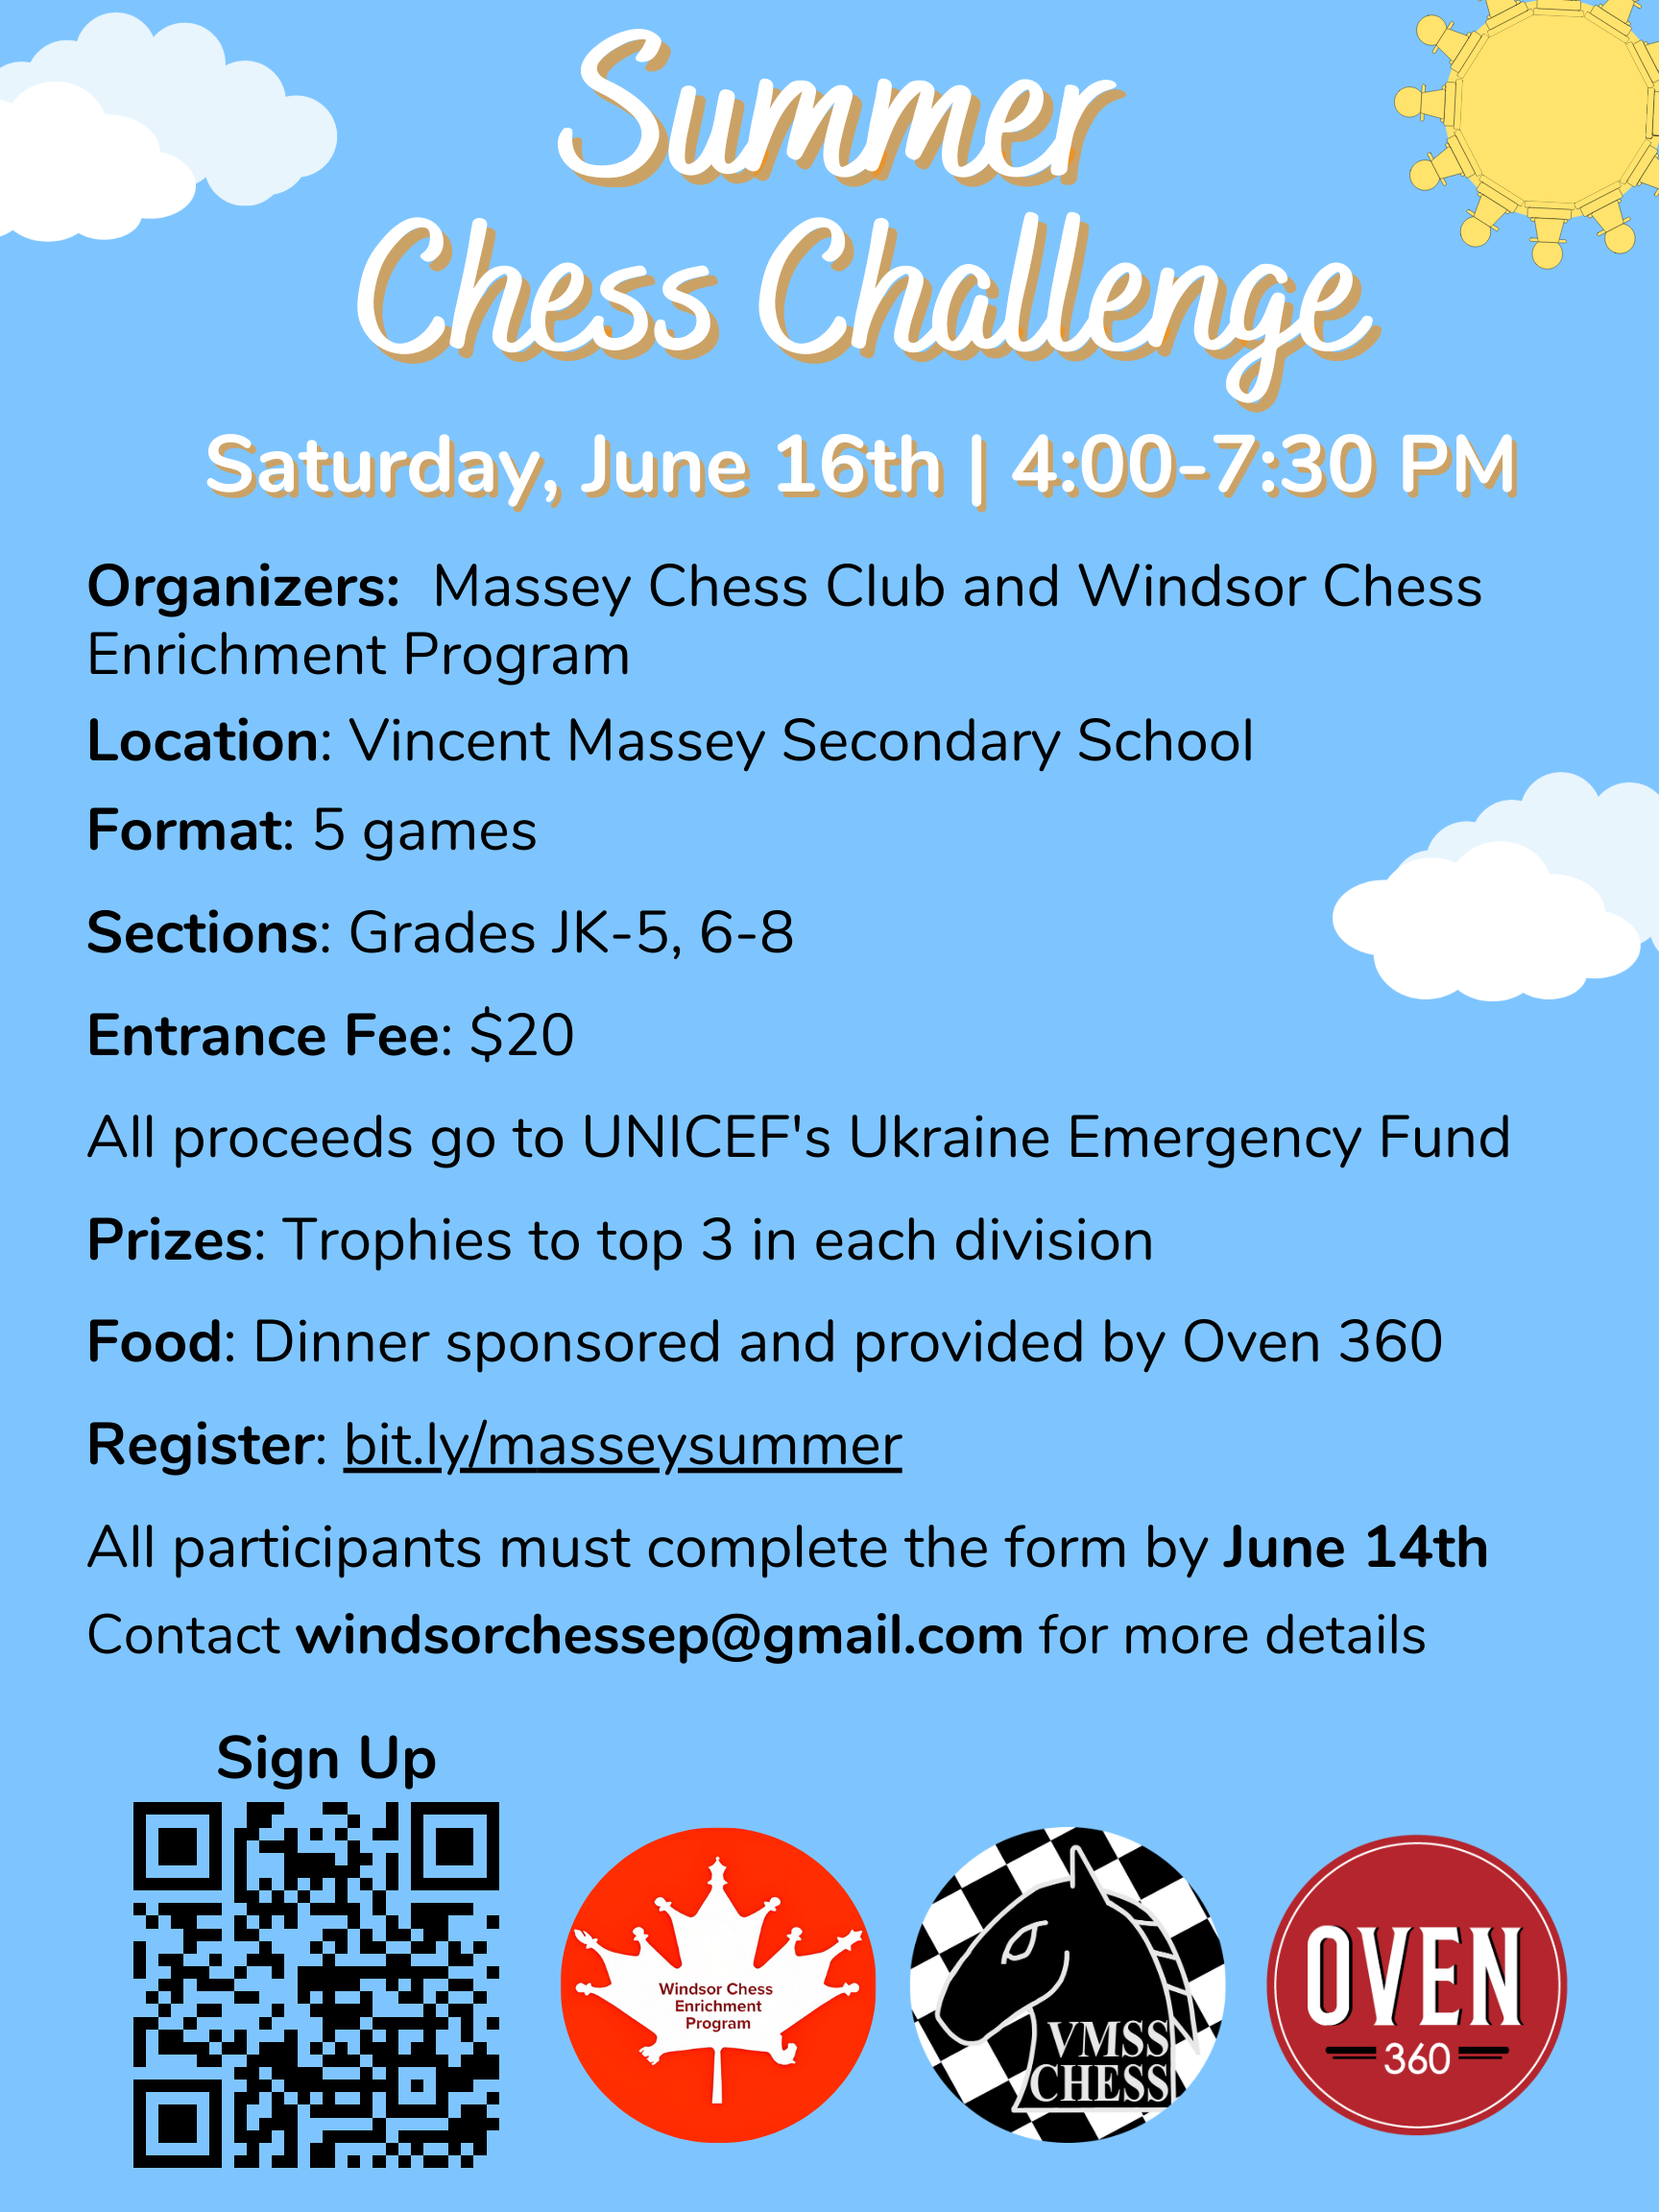 Summer
Chess Challenge
Saturday, June 16th | 4:00-7:30 PM
Organizers: Massey Chess Club and Windsor Chess
Enrichment Program
Location: Vincent Massey Secondary School
Format: 5 games
Sections: Grades JK-5, 6-8
Entrance Fee: $20
All proceeds go to UNICEF's Ukraine Emergency Fund
Prizes: Trophies to top 3 in each division
Food: Dinner sponsored and provided by Oven 360
Register: bit.ly/masseysummer
All participants must complete the form by June 14th
Contact windsorchessep@gmail.com for more details
Sign Up
Windsor Chess
Enrichment
Program
VMSS
CHESS
OVEN
360